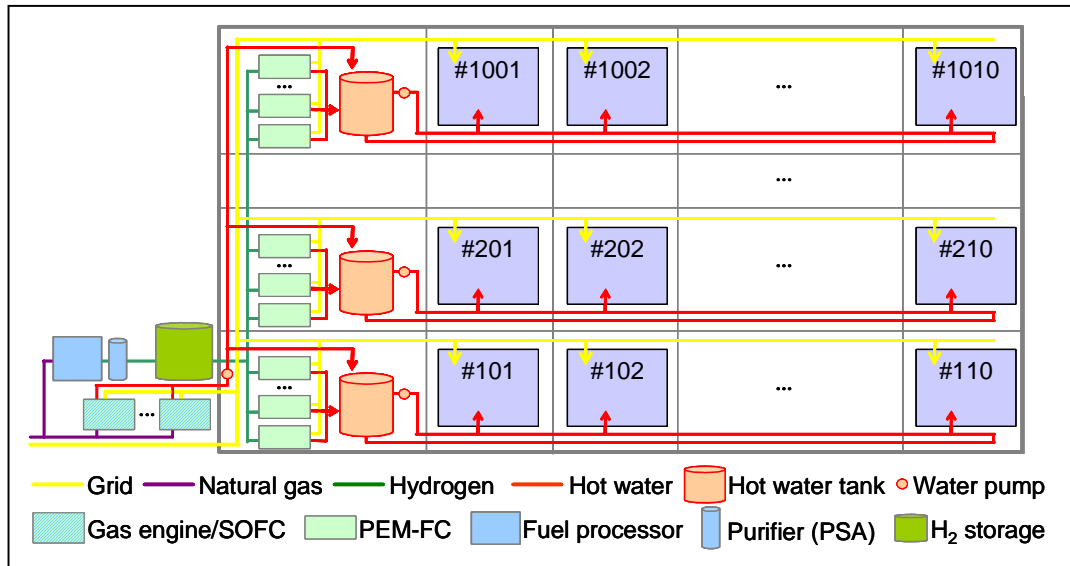 #1001 #1002 ... #1010
...
...
#201 #202 ... #210
...
#101 #102 ... #110
...
...
Grid Natural gas Hydrogen Hot water Hot water tank Water pump
Gas engine/SOFC PEM-FC Fuel processor Purifier (PSA) H₂ storage